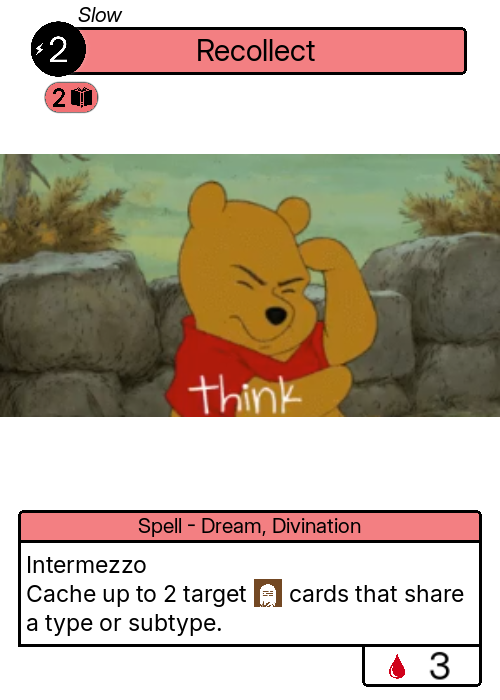 Slow
2
Recollect
2
think
Spell - Dream, Divination
Intermezzo
Cache up to 2 target cards that share
a type or subtype.
3